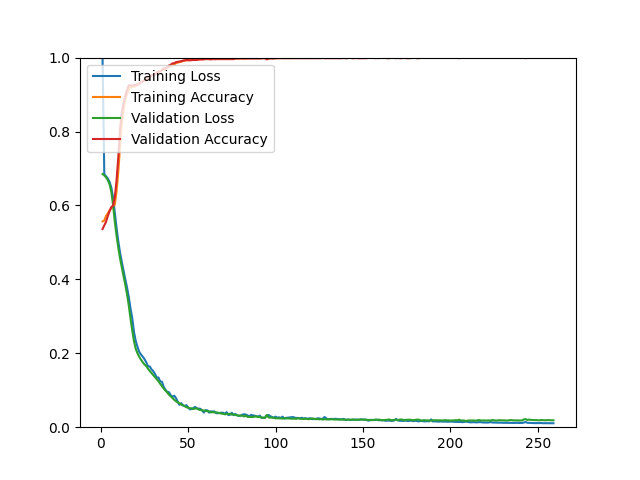 1.0
0.8
0.6
0.4
0.2
0.0
Training Loss
Training Accuracy
Validation Loss
Validation Accuracy
0 50 100 150 200 250